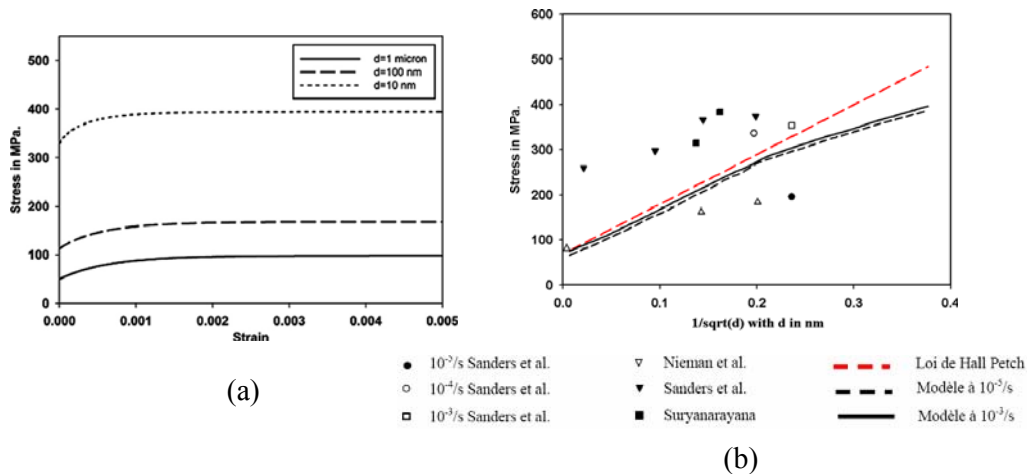 500
400
300
200
100
0
Stress in MPa.
d=1 micron
d=100 nm
d=10 nm
0.000 0.001 0.002 0.003 0.004 0.005
Strain
(a)
600
500
400
300
200
100
0
Stress in MPa.
0.0 0.1 0.2 0.3 0.4
1/sqrt(d) with d in nm
10⁻⁵/s Sanders et al.
10⁻⁴/s Sanders et al.
10⁻³/s Sanders et al.
Nieman et al.
Sanders et al.
Suryanarayana
Loi de Hall Petch
Modèle à 10⁻⁵/s
Modèle à 10⁻³/s
(b)